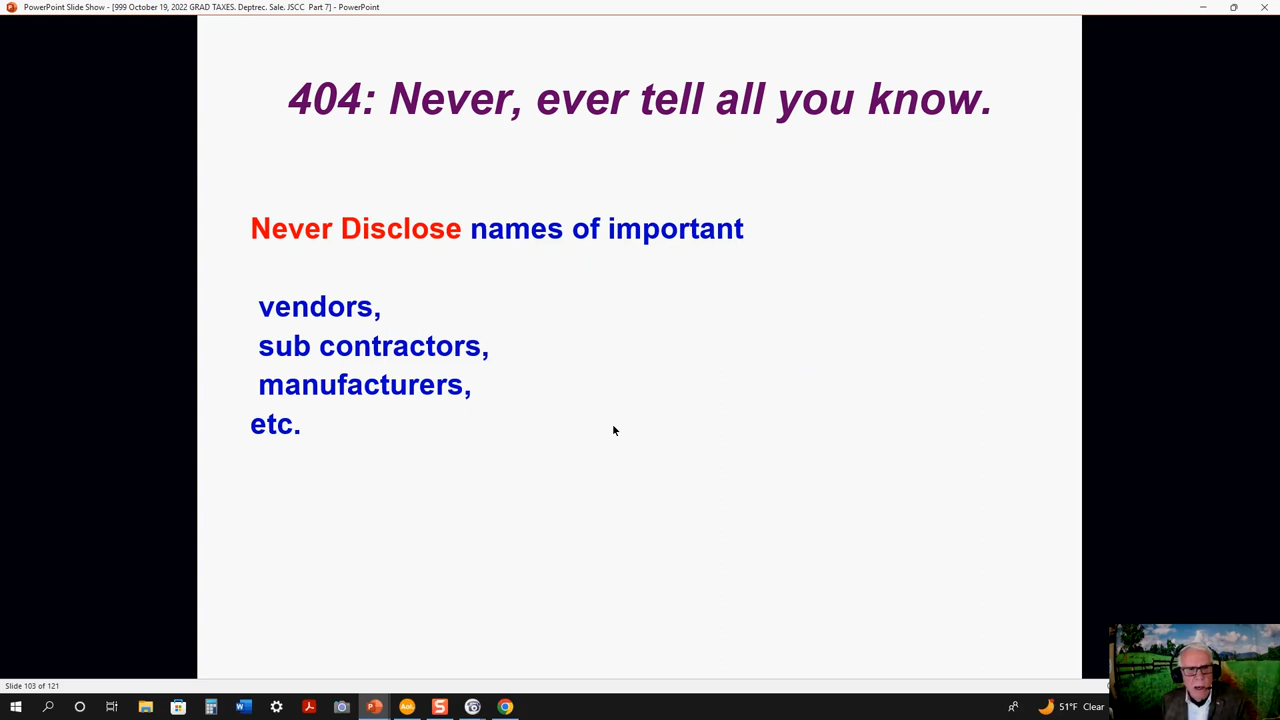 PowerPoint Slide Show - [999 October 19, 2022 GRAD TAXES. Deptrec. Sale. JSCC  Part 7] - PowerPoint
404: Never, ever tell all you know.
Never Disclose names of important
vendors,
sub contractors,
manufacturers,
etc.
Slide 103 of 121
51°F Clear